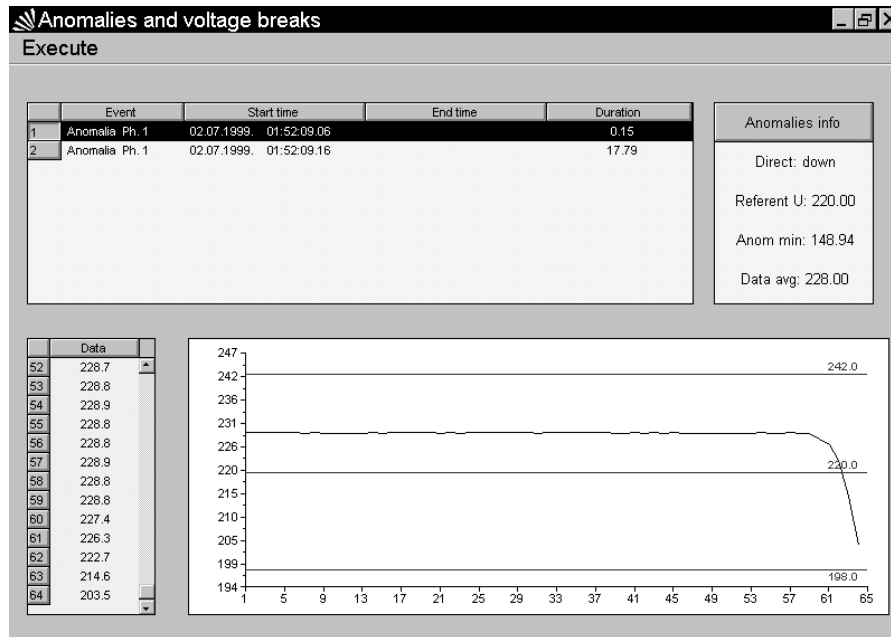 Anomalies and voltage breaks
Execute
Event Start time End time Duration
1 Anomalia Ph. 1 02.07.1999. 01:52:09.06 0.15
2 Anomalia Ph. 1 02.07.1999. 01:52:09.16 17.79
Anomalies info
Direct: down
Referent U: 220.00
Anom min: 148.94
Data avg: 228.00
Data
52 228.7
53 228.8
54 228.9
55 228.8
56 228.8
57 228.9
58 228.8
59 228.8
60 227.4
61 226.3
62 222.7
63 214.6
64 203.5
247
242 242.0
236
231
226
220 220.0
215
210
205
199
198.0
194
1 5 9 13 17 21 25 29 33 37 41 45 49 53 57 61 65